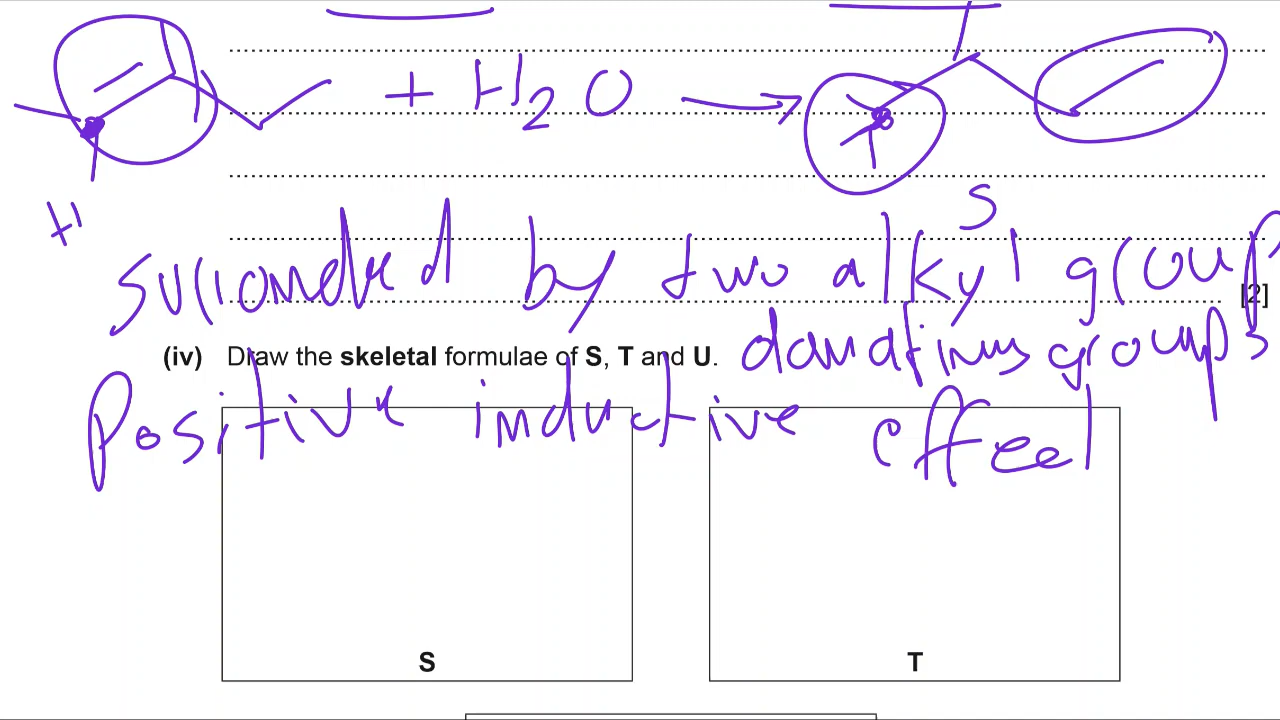 + H2O
H
S
surrounded by two alkyl group
[2]
(iv) Draw the skeletal formulae of S, T and U. donating groups
Positive inductive effect
S
T